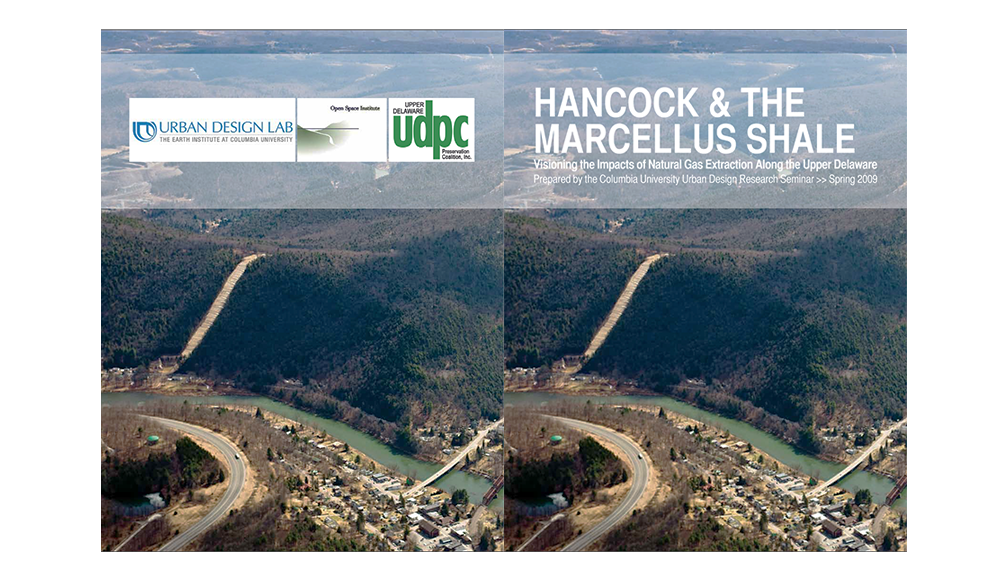 URBAN DESIGN LAB
THE EARTH INSTITUTE AT COLUMBIA UNIVERSITY
Open Space Institute
UPPER
DELAWARE
udpc
Preservation
Coalition, Inc.
HANCOCK & THE
MARCELLUS SHALE
Visioning the Impacts of Natural Gas Extraction Along the Upper Delaware
Prepared by the Columbia University Urban Design Research Seminar >> Spring 2009